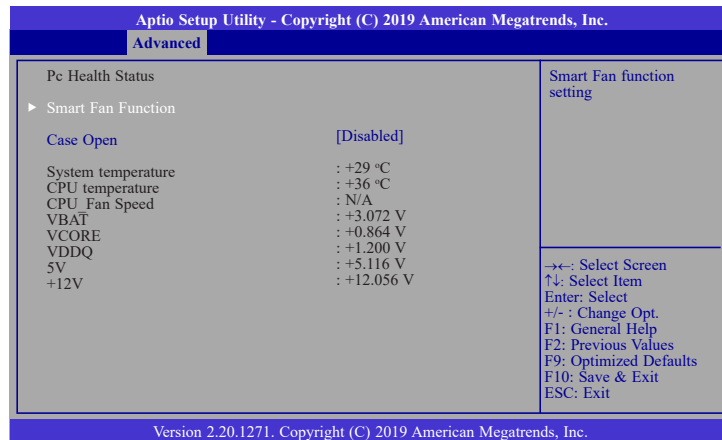 Aptio Setup Utility - Copyright (C) 2019 American Megatrends, Inc.
Advanced
Pc Health Status
Smart Fan Function
Case Open [Disabled]
System temperature : +29 °C
CPU temperature : +36 °C
CPU_Fan Speed : N/A
VBAT : +3.072 V
VCORE : +0.864 V
VDDQ : +1.200 V
5V : +5.116 V
+12V : +12.056 V
Smart Fan function
setting
→←: Select Screen
↑↓: Select Item
Enter: Select
+/- : Change Opt.
F1: General Help
F2: Previous Values
F9: Optimized Defaults
F10: Save & Exit
ESC: Exit
Version 2.20.1271. Copyright (C) 2019 American Megatrends, Inc.